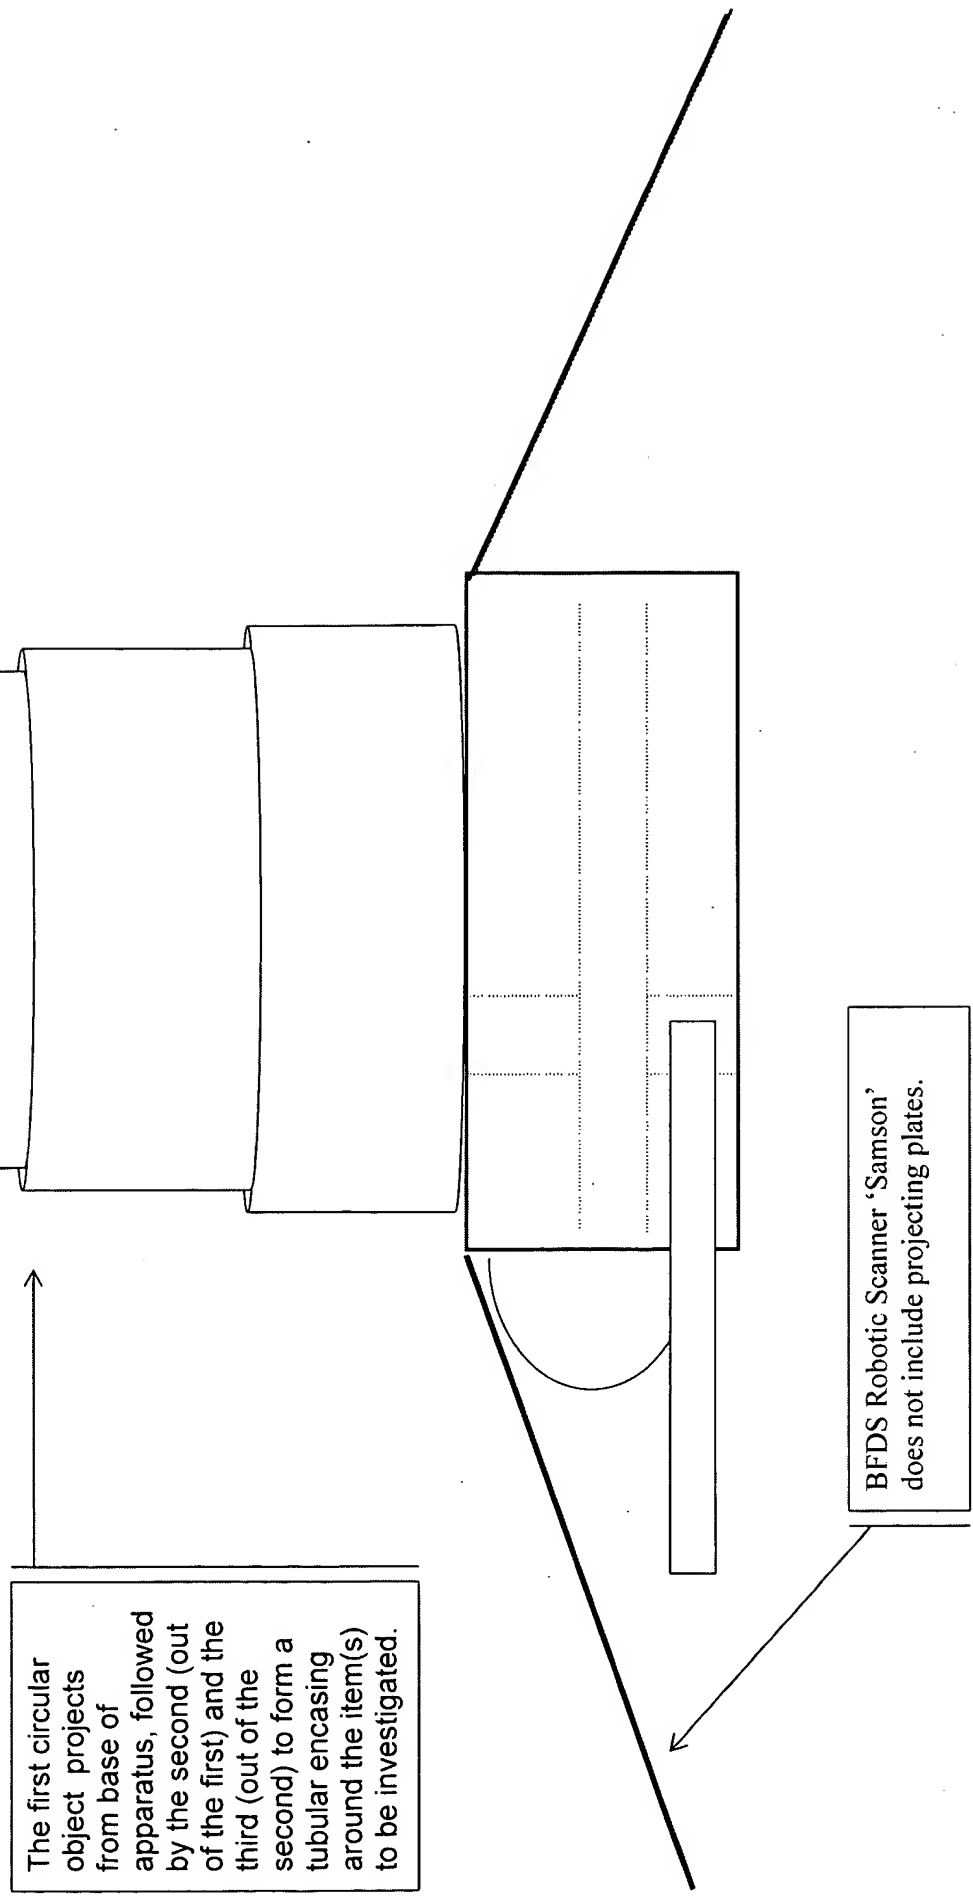 The first circular
object projects
from base of
apparatus, followed
by the second (out
of the first) and the
third (out of the
second) to form a
tubular encasing
around the item(s)
to be investigated.
BFDS Robotic Scanner ‘Samson’
does not include projecting plates.